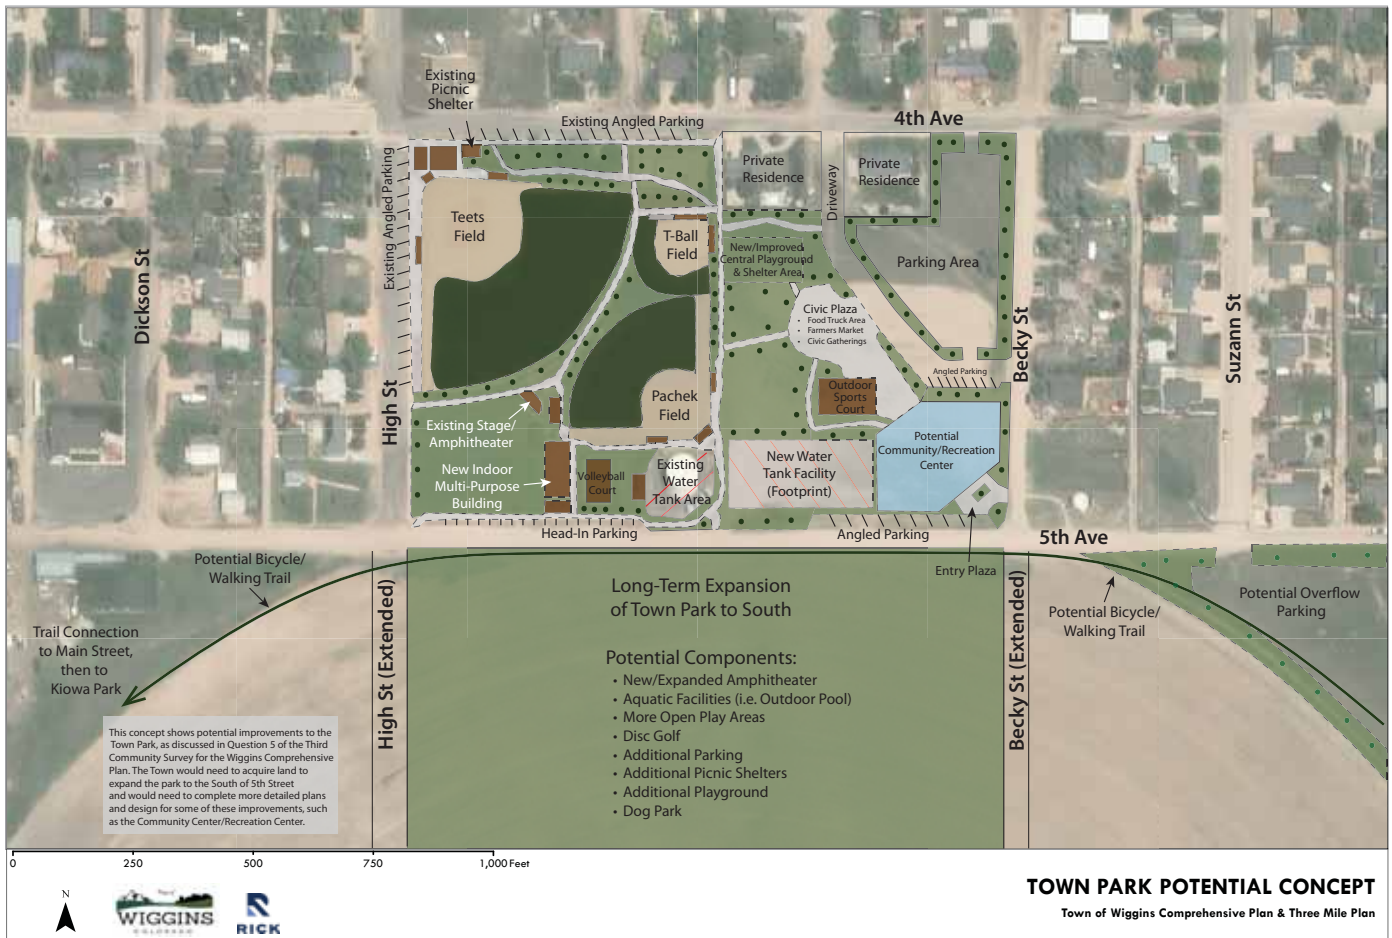 Existing
Picnic
Shelter
Existing Angled Parking
4th Ave
Existing Angled Parking
Private
Residence
Driveway
Private
Residence
Teets
Field
T-Ball
Field
New/Improved
Central Playground
& Shelter Area
Parking Area
Dickson St
High St
Becky St
Suzann St
Civic Plaza
• Food Truck Area
• Farmers Market
• Civic Gatherings
Angled Parking
Outdoor
Sports
Court
Pachek
Field
Existing Stage/
Amphitheater
Potential
Community/Recreation
Center
New Indoor
Multi-Purpose
Building
Volleyball
Court
Existing
Water
Tank Area
New Water
Tank Facility
(Footprint)
Head-In Parking
Angled Parking
5th Ave
Entry Plaza
Potential Bicycle/
Walking Trail
Trail Connection
to Main Street,
then to
Kiowa Park
High St (Extended)
Long-Term Expansion
of Town Park to South
Potential Components:
• New/Expanded Amphitheater
• Aquatic Facilities (i.e. Outdoor Pool)
• More Open Play Areas
• Disc Golf
• Additional Parking
• Additional Picnic Shelters
• Additional Playground
• Dog Park
Becky St (Extended)
Potential Bicycle/
Walking Trail
Potential Overflow
Parking
This concept shows potential improvements to the
Town Park, as discussed in Question 5 of the Third
Community Survey for the Wiggins Comprehensive
Plan. The Town would need to acquire land to
expand the park to the South of 5th Street
and would need to complete more detailed plans
and design for some of these improvements, such
as the Community Center/Recreation Center.
0 250 500 750 1,000 Feet
N
WIGGINS
COLORADO
RICK
TOWN PARK POTENTIAL CONCEPT
Town of Wiggins Comprehensive Plan & Three Mile Plan